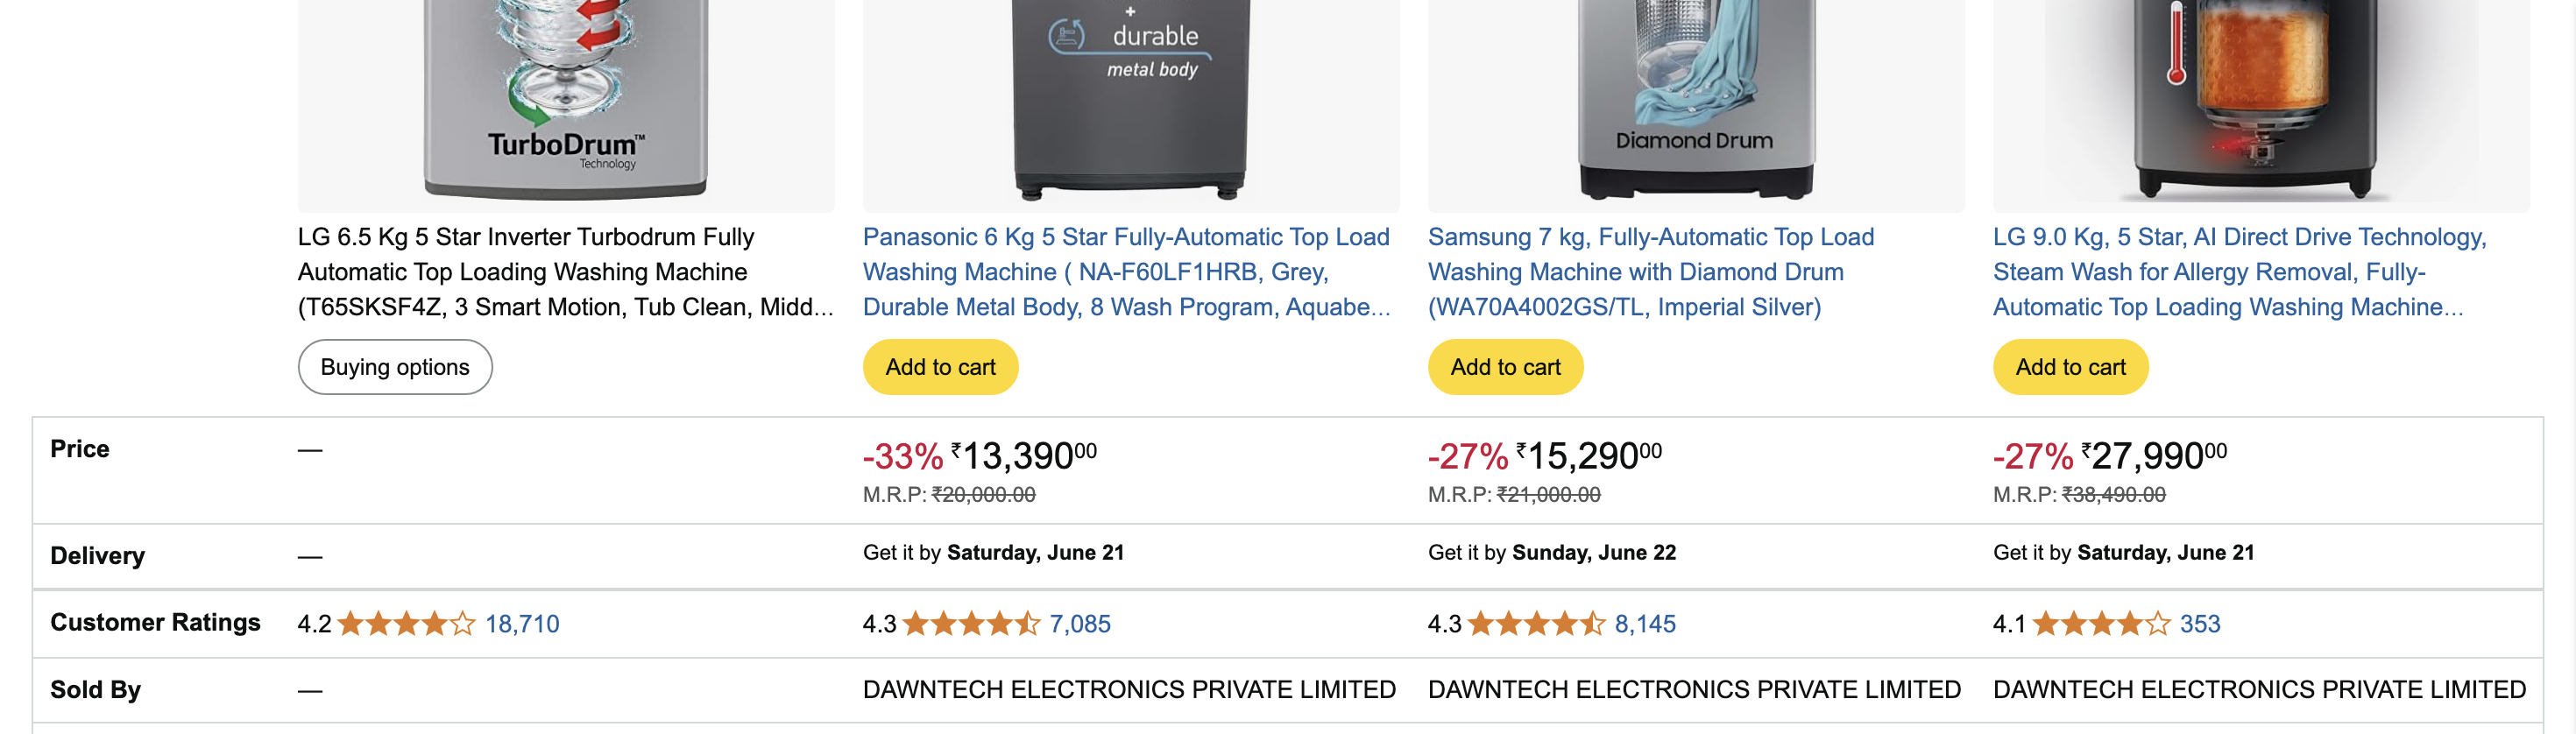 +
durable
metal body
TurboDrum™
Technology
Diamond Drum
LG 6.5 Kg 5 Star Inverter Turbodrum Fully
Automatic Top Loading Washing Machine
(T65SKSF4Z, 3 Smart Motion, Tub Clean, Midd...
Buying options
Panasonic 6 Kg 5 Star Fully-Automatic Top Load
Washing Machine ( NA-F60LF1HRB, Grey,
Durable Metal Body, 8 Wash Program, Aquabe...
Add to cart
Samsung 7 kg, Fully-Automatic Top Load
Washing Machine with Diamond Drum
(WA70A4002GS/TL, Imperial Silver)
Add to cart
LG 9.0 Kg, 5 Star, AI Direct Drive Technology,
Steam Wash for Allergy Removal, Fully-
Automatic Top Loading Washing Machine...
Add to cart
Price — -33% ₹13,39000 -27% ₹15,29000 -27% ₹27,99000
M.R.P: ₹20,000.00 M.R.P: ₹21,000.00 M.R.P: ₹38,490.00
Delivery — Get it by Saturday, June 21 Get it by Sunday, June 22 Get it by Saturday, June 21
Customer Ratings 4.2 18,710 4.3 7,085 4.3 8,145 4.1 353
Sold By — DAWNTECH ELECTRONICS PRIVATE LIMITED DAWNTECH ELECTRONICS PRIVATE LIMITED DAWNTECH ELECTRONICS PRIVATE LIMITED